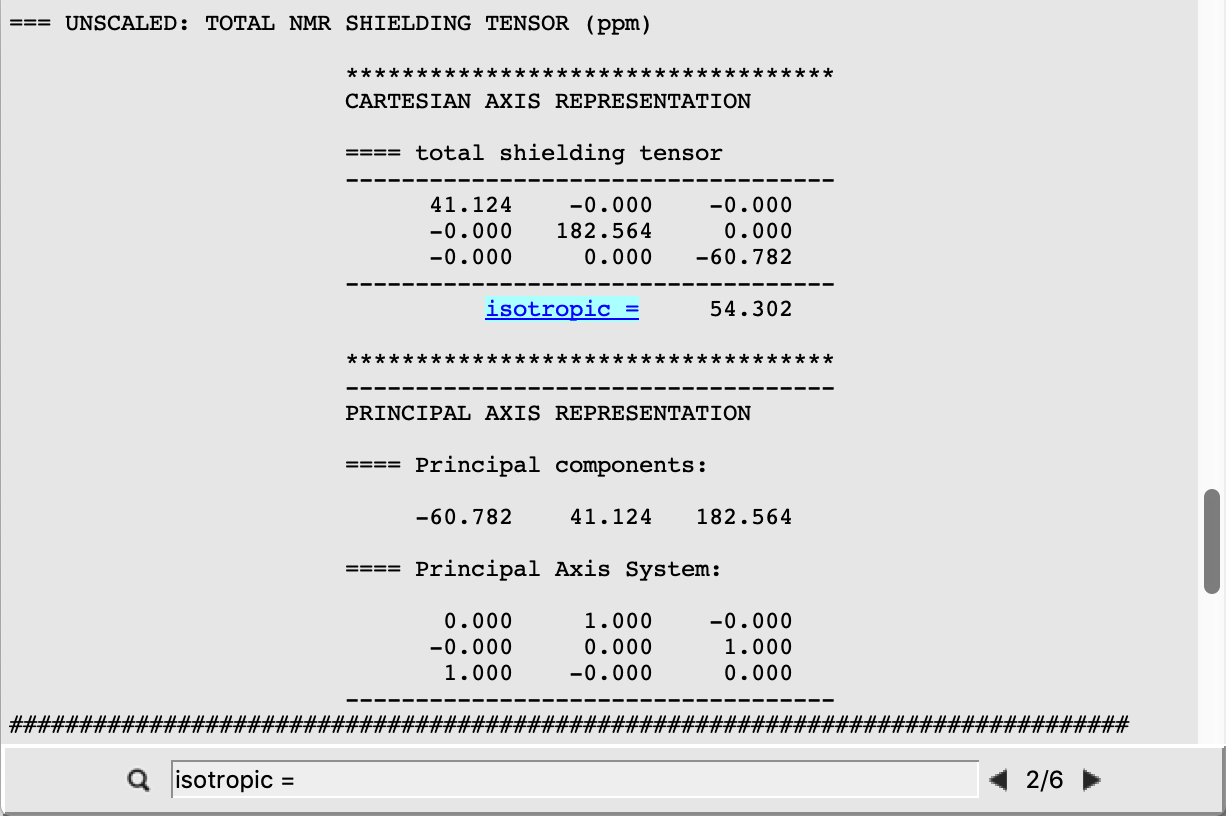 === UNSCALED: TOTAL NMR SHIELDING TENSOR (ppm)
***********************************
CARTESIAN AXIS REPRESENTATION
==== total shielding tensor
-----------------------------------
41.124 -0.000 -0.000
-0.000 182.564 0.000
-0.000 0.000 -60.782
-----------------------------------
isotropic = 54.302
***********************************
-----------------------------------
PRINCIPAL AXIS REPRESENTATION
==== Principal components:
-60.782 41.124 182.564
==== Principal Axis System:
0.000 1.000 -0.000
-0.000 0.000 1.000
1.000 -0.000 0.000
-----------------------------------
################################################################################
isotropic = 2/6